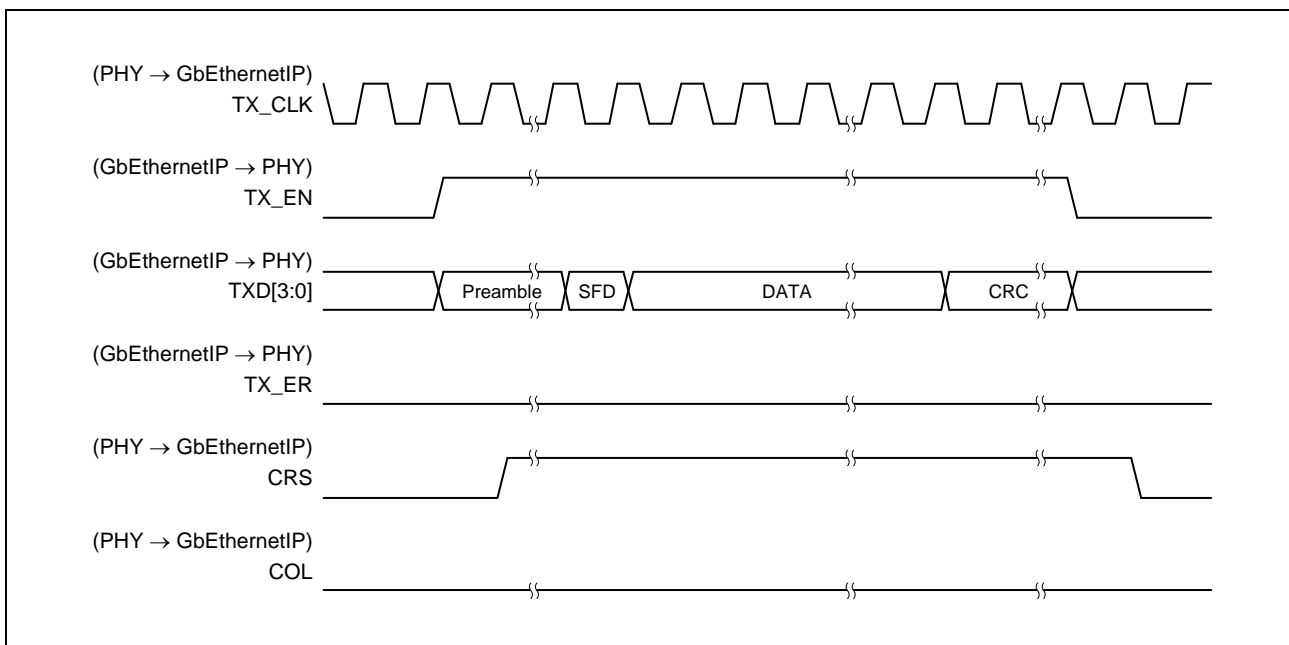 (PHY → GbEthernetIP)
TX_CLK
(GbEthernetIP → PHY)
TX_EN
(GbEthernetIP → PHY)
TXD[3:0]
Preamble SFD DATA CRC
(GbEthernetIP → PHY)
TX_ER
(PHY → GbEthernetIP)
CRS
(PHY → GbEthernetIP)
COL